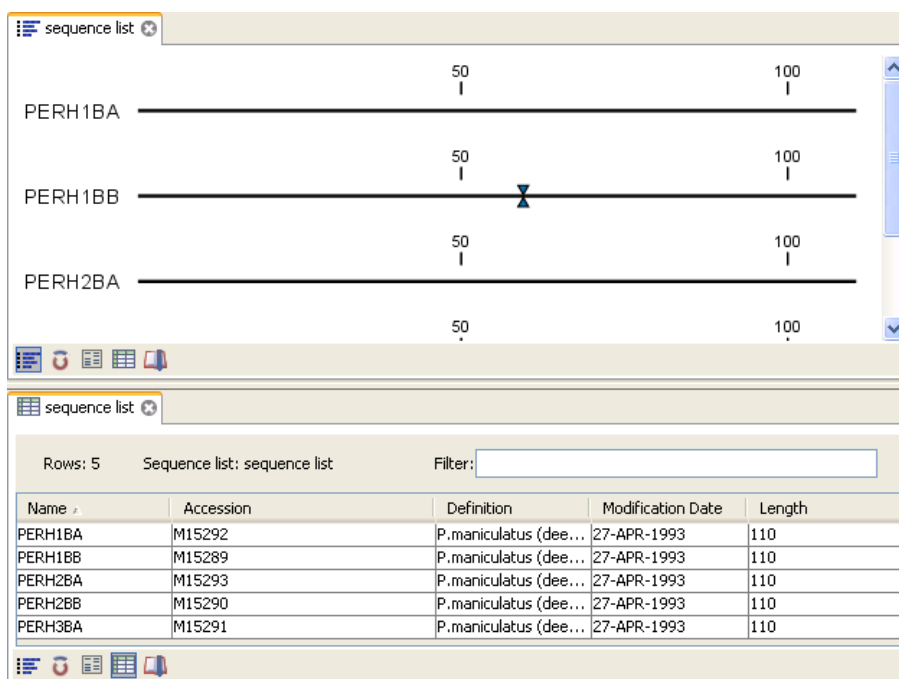 sequence list
50 100
PERH1BA
50 100
PERH1BB
50 100
PERH2BA
50 100
sequence list
Rows: 5 Sequence list: sequence list Filter:
Name Accession Definition Modification Date Length
PERH1BA M15292 P.maniculatus (dee... 27-APR-1993 110
PERH1BB M15289 P.maniculatus (dee... 27-APR-1993 110
PERH2BA M15293 P.maniculatus (dee... 27-APR-1993 110
PERH2BB M15290 P.maniculatus (dee... 27-APR-1993 110
PERH3BA M15291 P.maniculatus (dee... 27-APR-1993 110